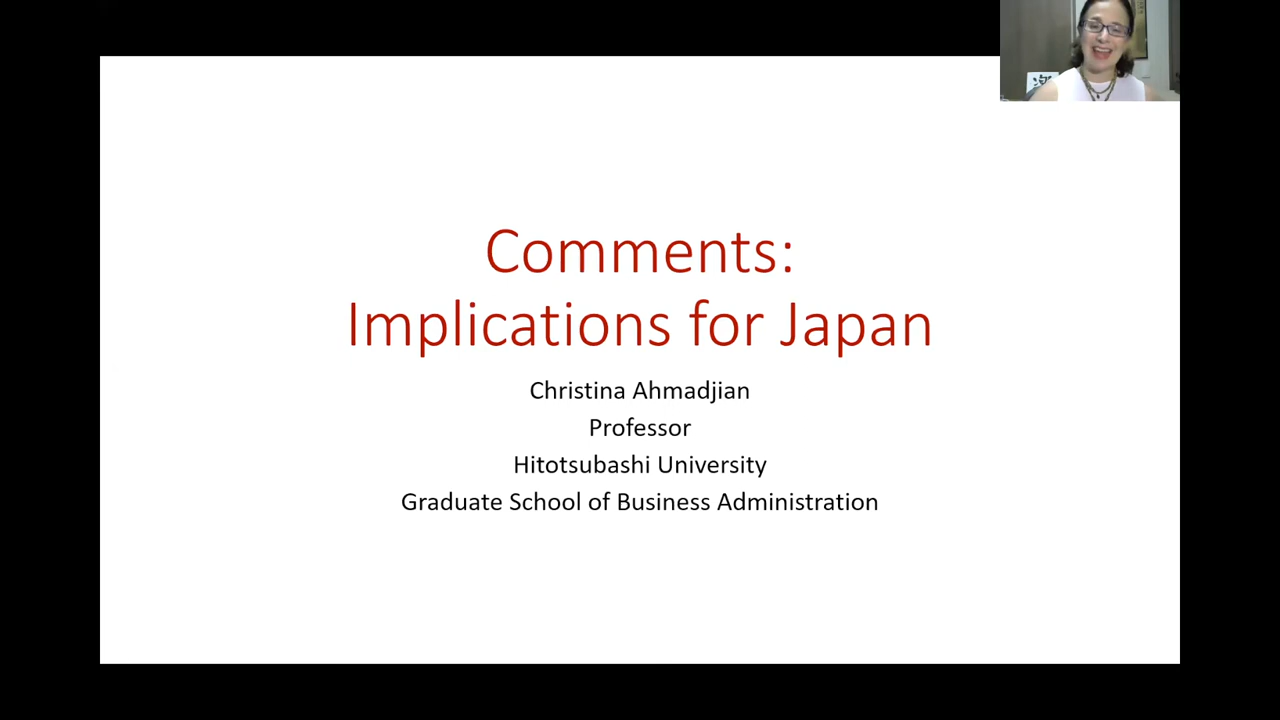 Comments:
Implications for Japan
Christina Ahmadjian
Professor
Hitotsubashi University
Graduate School of Business Administration